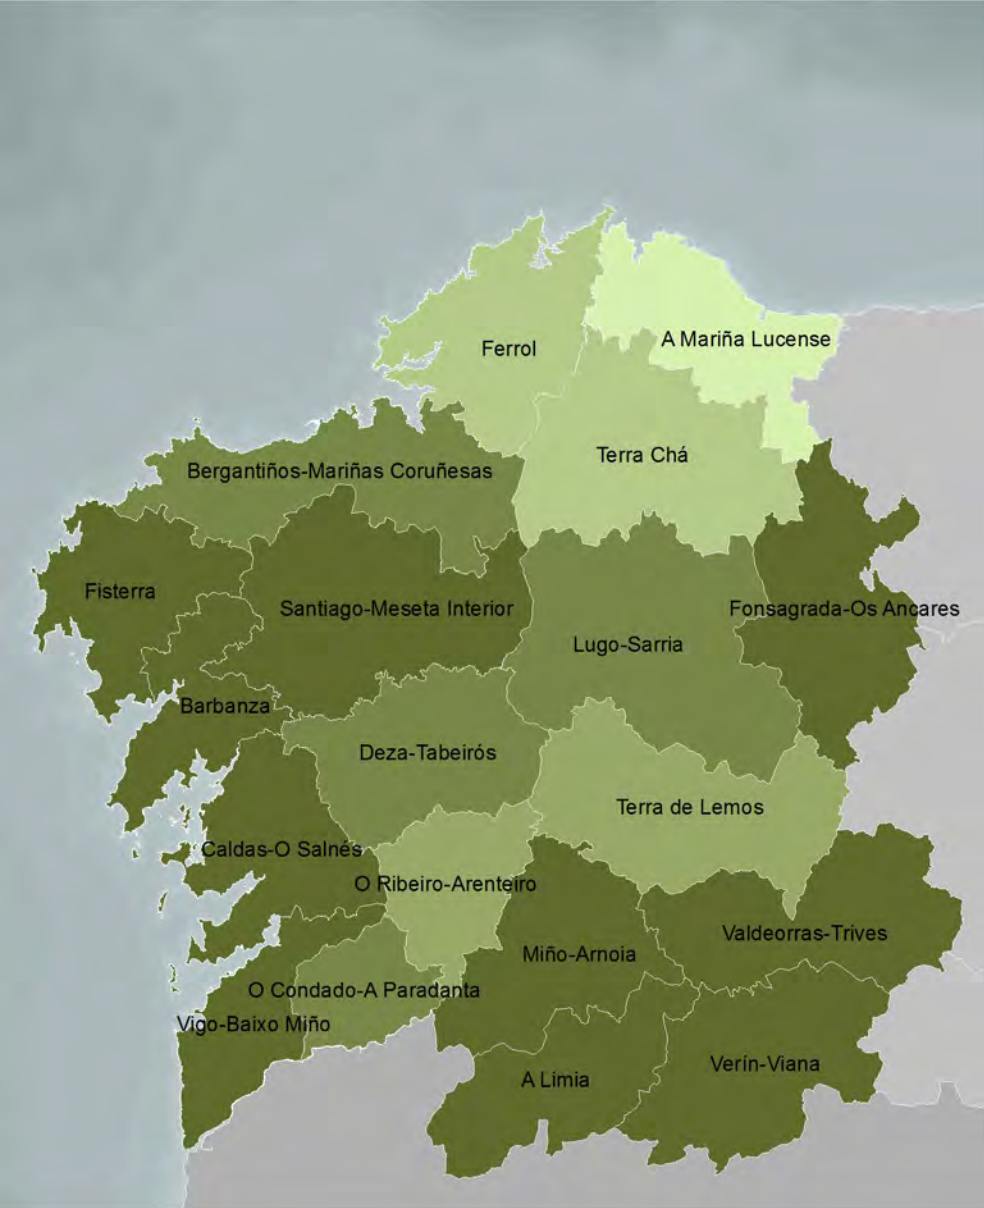 A Mariña Lucense
Ferrol
Terra Chá
Bergantiños-Mariñas Coruñesas
Fisterra
Santiago-Meseta Interior
Fonsagrada-Os Ancares
Lugo-Sarria
Barbanza
Deza-Tabeirós
Terra de Lemos
Caldas-O Salnés
O Ribeiro-Arenteiro
Valdeorras-Trives
Miño-Arnoia
O Condado-A Paradanta
Vigo-Baixo Miño
Verín-Viana
A Limia